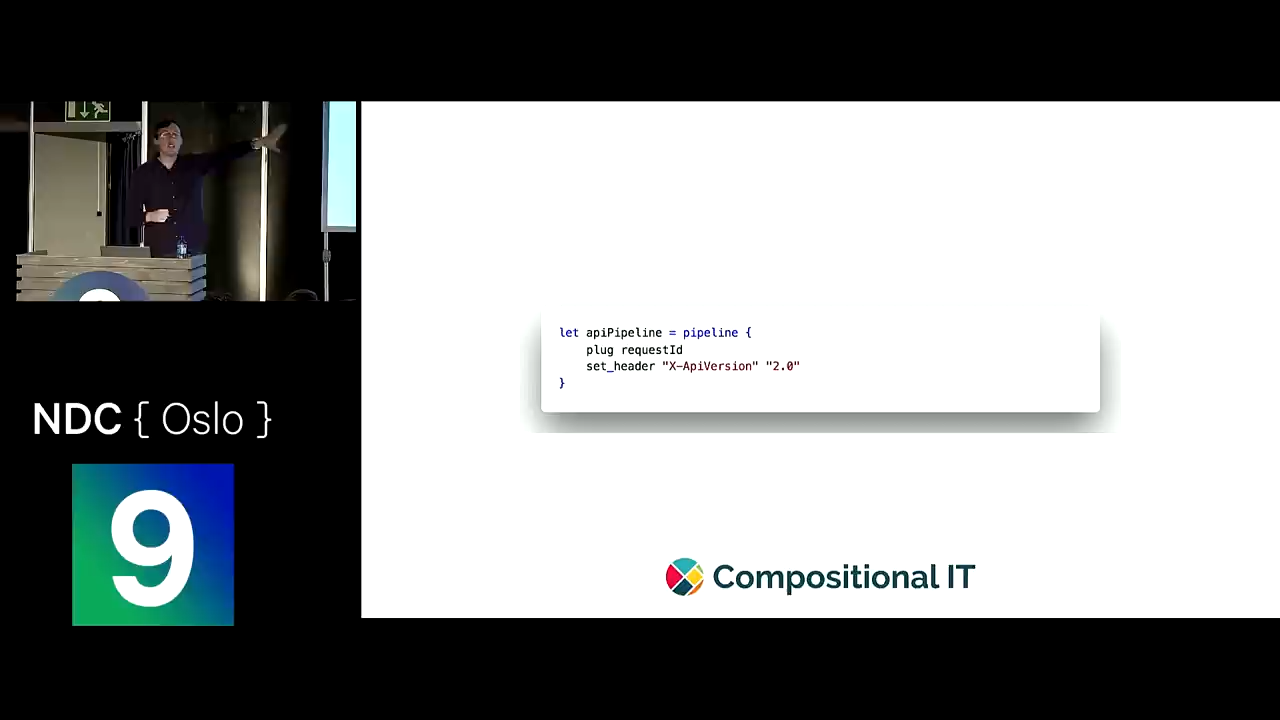 let apiPipeline = pipeline {
plug requestId
set_header "X-ApiVersion" "2.0"
}
NDC { Oslo }
9
Compositional IT